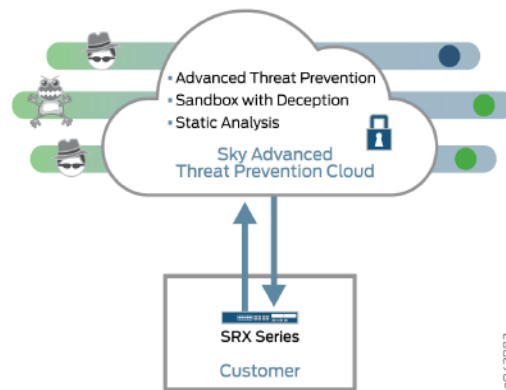 • Advanced Threat Prevention
• Sandbox with Deception
• Static Analysis
Sky Advanced
Threat Prevention Cloud
SRX Series
Customer